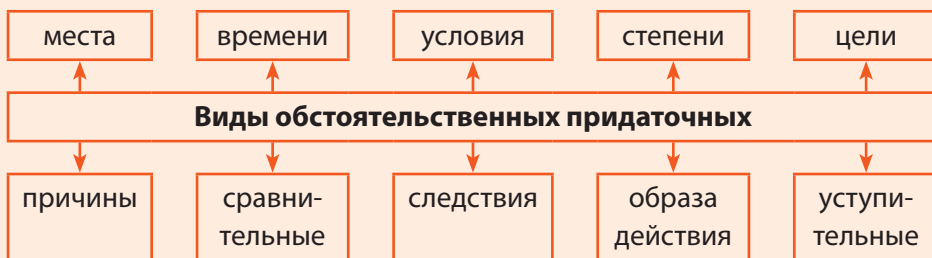 места времени условия степени цели
Виды обстоятельственных придаточных
причины сравни- следствия образа уступи-
тельные действия тельные